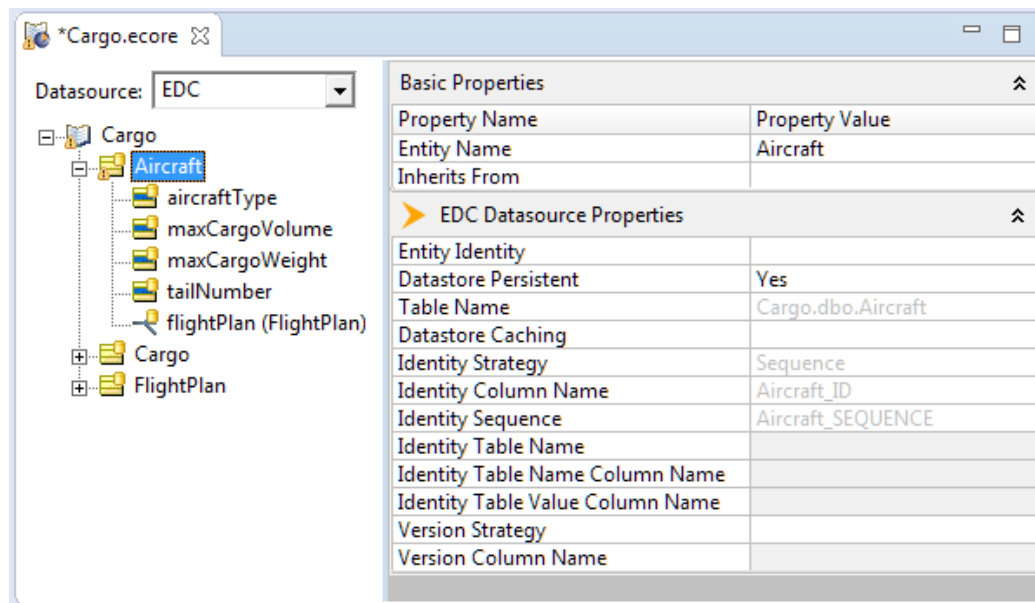 *Cargo.ecore
Datasource: EDC
Cargo
Aircraft
aircraftType
maxCargoVolume
maxCargoWeight
tailNumber
flightPlan (FlightPlan)
Cargo
FlightPlan
Basic Properties
Property Name Property Value
Entity Name Aircraft
Inherits From
EDC Datasource Properties
Entity Identity
Datastore Persistent Yes
Table Name Cargo.dbo.Aircraft
Datastore Caching
Identity Strategy Sequence
Identity Column Name Aircraft_ID
Identity Sequence Aircraft_SEQUENCE
Identity Table Name
Identity Table Name Column Name
Identity Table Value Column Name
Version Strategy
Version Column Name